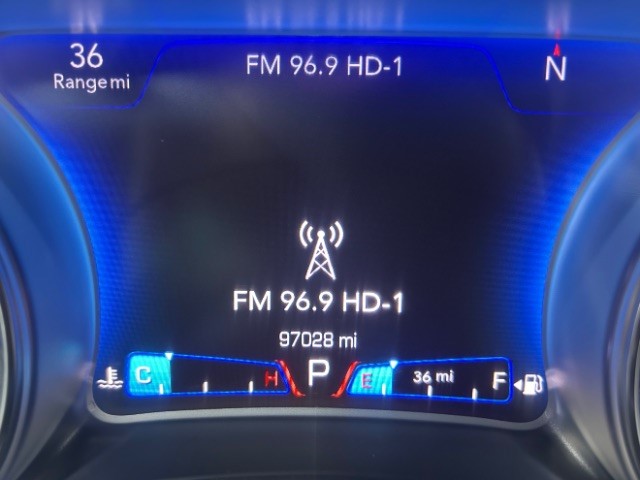 36
Range mi
FM 96.9 HD-1
N
FM 96.9 HD-1
97028 mi
C H P E 36 mi F